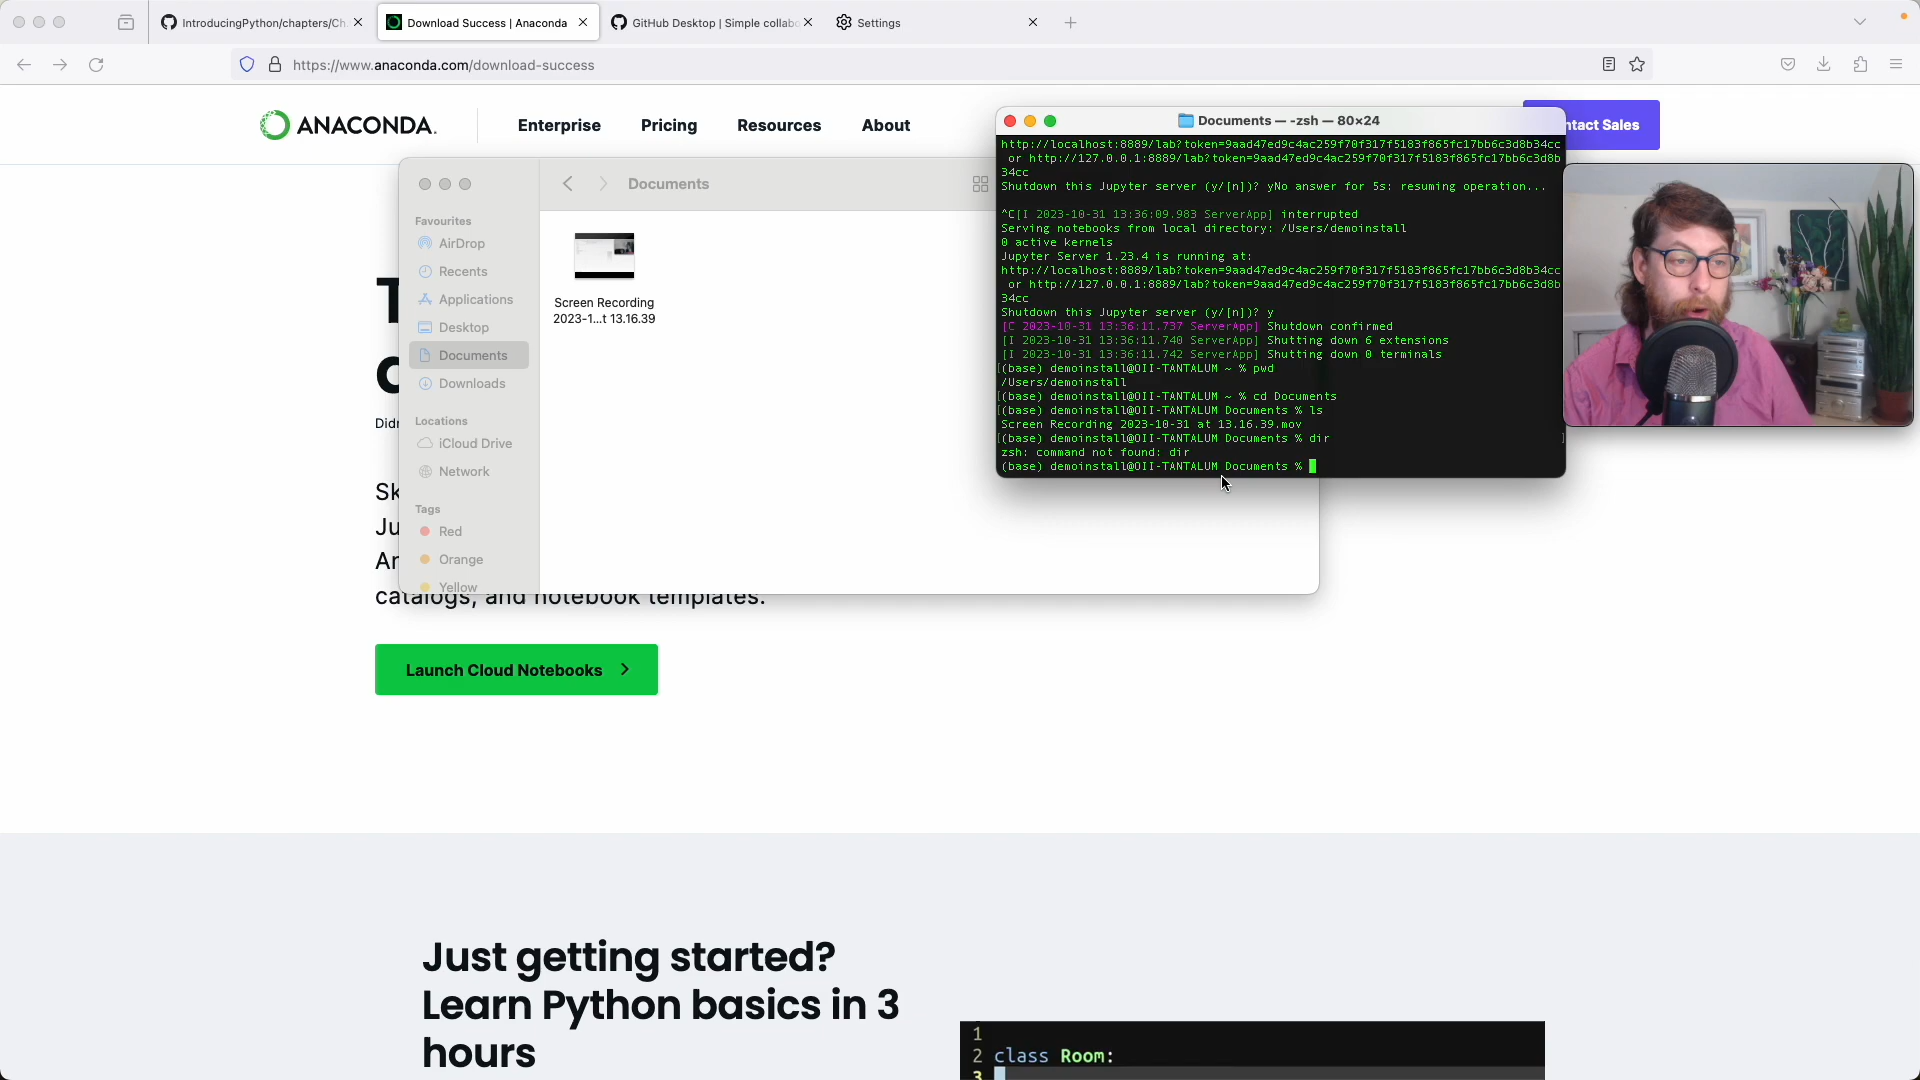 IntroducingPython/chapters/Ch
Download Success | Anaconda
GitHub Desktop | Simple collabo
Settings
https://www.anaconda.com/download-success
ANACONDA.
Enterprise
Pricing
Resources
About
ntact Sales
Documents — -zsh — 80×24
http://localhost:8889/lab?token=9aad47ed9c4ac259f70f317f5183f865fc17bb6c3d8b34cc
or http://127.0.0.1:8889/lab?token=9aad47ed9c4ac259f70f317f5183f865fc17bb6c3d8b
34cc
Shutdown this Jupyter server (y/[n])? yNo answer for 5s: resuming operation...
^C[I 2023-10-31 13:36:09.983 ServerApp] interrupted
Serving notebooks from local directory: /Users/demoinstall
0 active kernels
Jupyter Server 1.23.4 is running at:
http://localhost:8889/lab?token=9aad47ed9c4ac259f70f317f5183f865fc17bb6c3d8b34cc
or http://127.0.0.1:8889/lab?token=9aad47ed9c4ac259f70f317f5183f865fc17bb6c3d8b
34cc
Shutdown this Jupyter server (y/[n])? y
[C 2023-10-31 13:36:11.737 ServerApp] Shutdown confirmed
[I 2023-10-31 13:36:11.740 ServerApp] Shutting down 6 extensions
[I 2023-10-31 13:36:11.742 ServerApp] Shutting down 0 terminals
[(base) demoinstall@OII-TANTALUM ~ % pwd
/Users/demoinstall
[(base) demoinstall@OII-TANTALUM ~ % cd Documents
[(base) demoinstall@OII-TANTALUM Documents % ls
Screen Recording 2023-10-31 at 13.16.39.mov
[(base) demoinstall@OII-TANTALUM Documents % dir ]
zsh: command not found: dir
(base) demoinstall@OII-TANTALUM Documents %
Documents
Favourites
AirDrop
Recents
Applications
Desktop
Documents
Downloads
Locations
iCloud Drive
Network
Tags
Red
Orange
Yellow
Screen Recording
2023-1...t 13.16.39
T
c
Didr
Sk
Ju
Ar
catalogs, and notebook templates.
Launch Cloud Notebooks
Just getting started?
Learn Python basics in 3
hours
1
2 class Room:
3